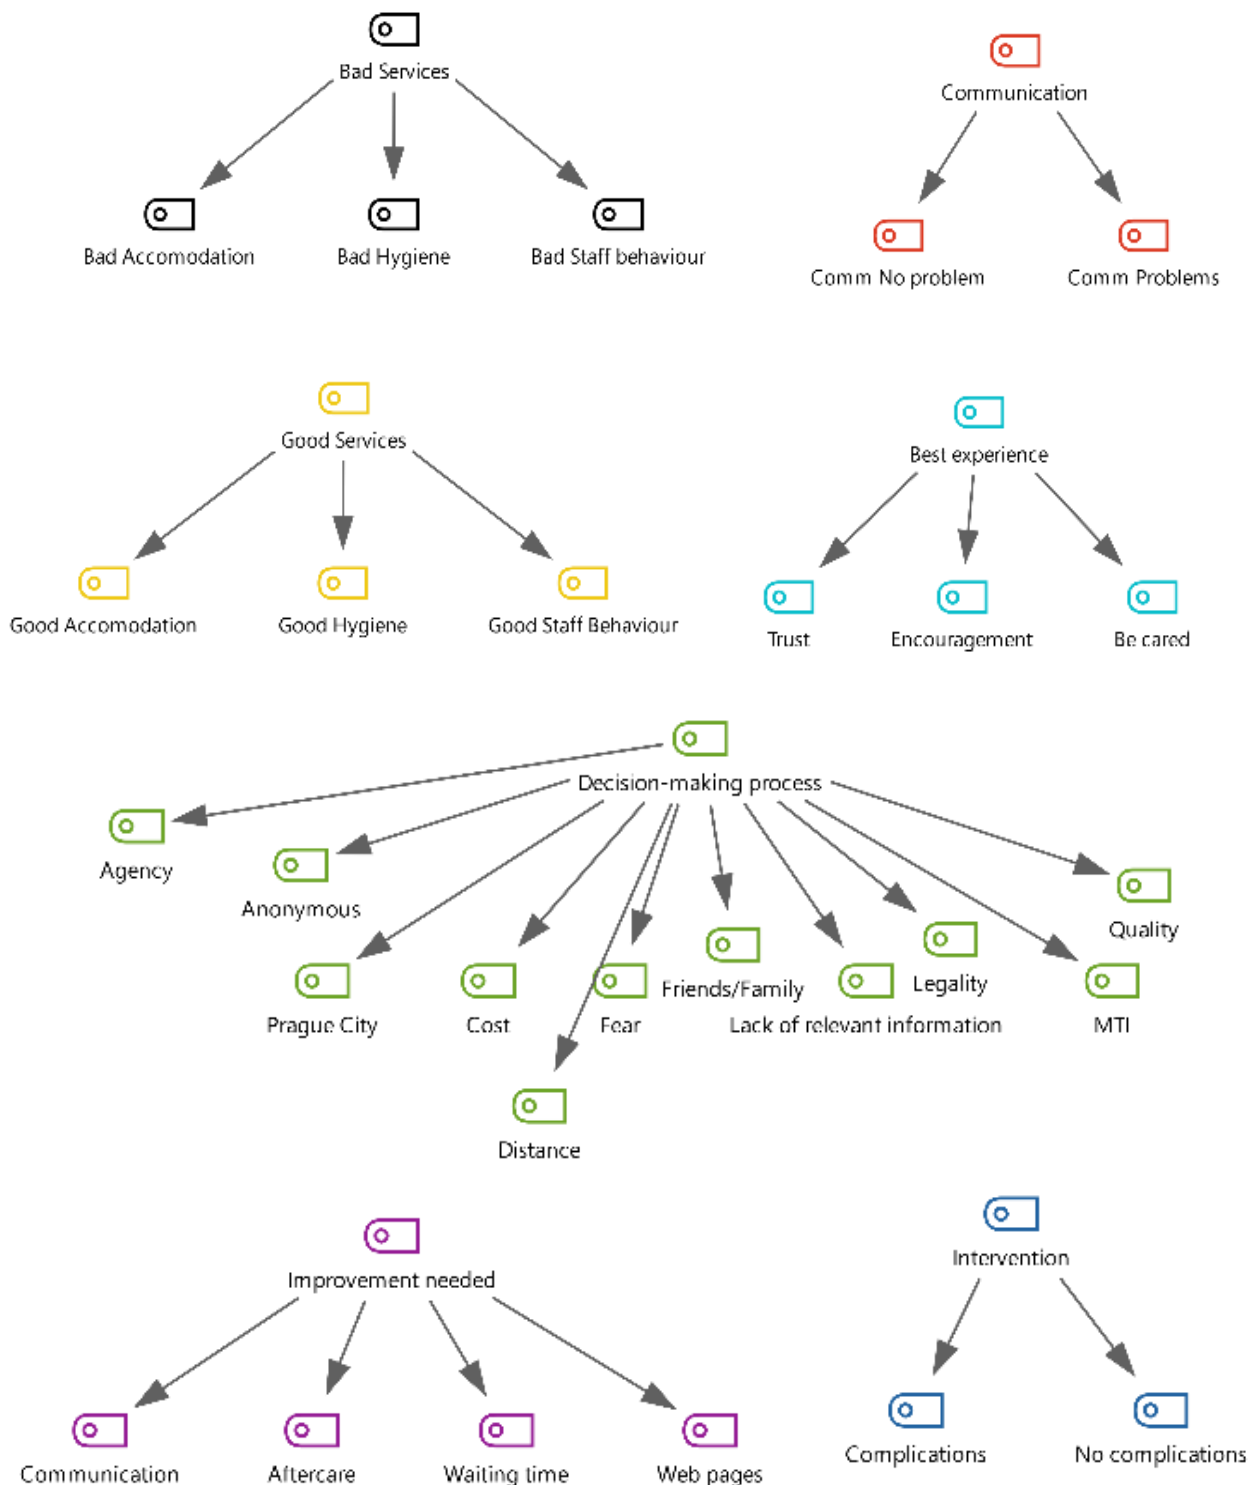 Bad Services
Communication
Bad Accomodation
Bad Hygiene
Bad Staff behaviour
Comm No problem
Comm Problems
Good Services
Best experience
Good Accomodation
Good Hygiene
Good Staff Behaviour
Trust
Encouragement
Be cared
Decision-making process
Agency
Anonymous
Quality
Friends/Family
Legality
Prague City
Cost
Fear
Lack of relevant information
MTI
Distance
Improvement needed
Intervention
Communication
Aftercare
Waiting time
Web pages
Complications
No complications